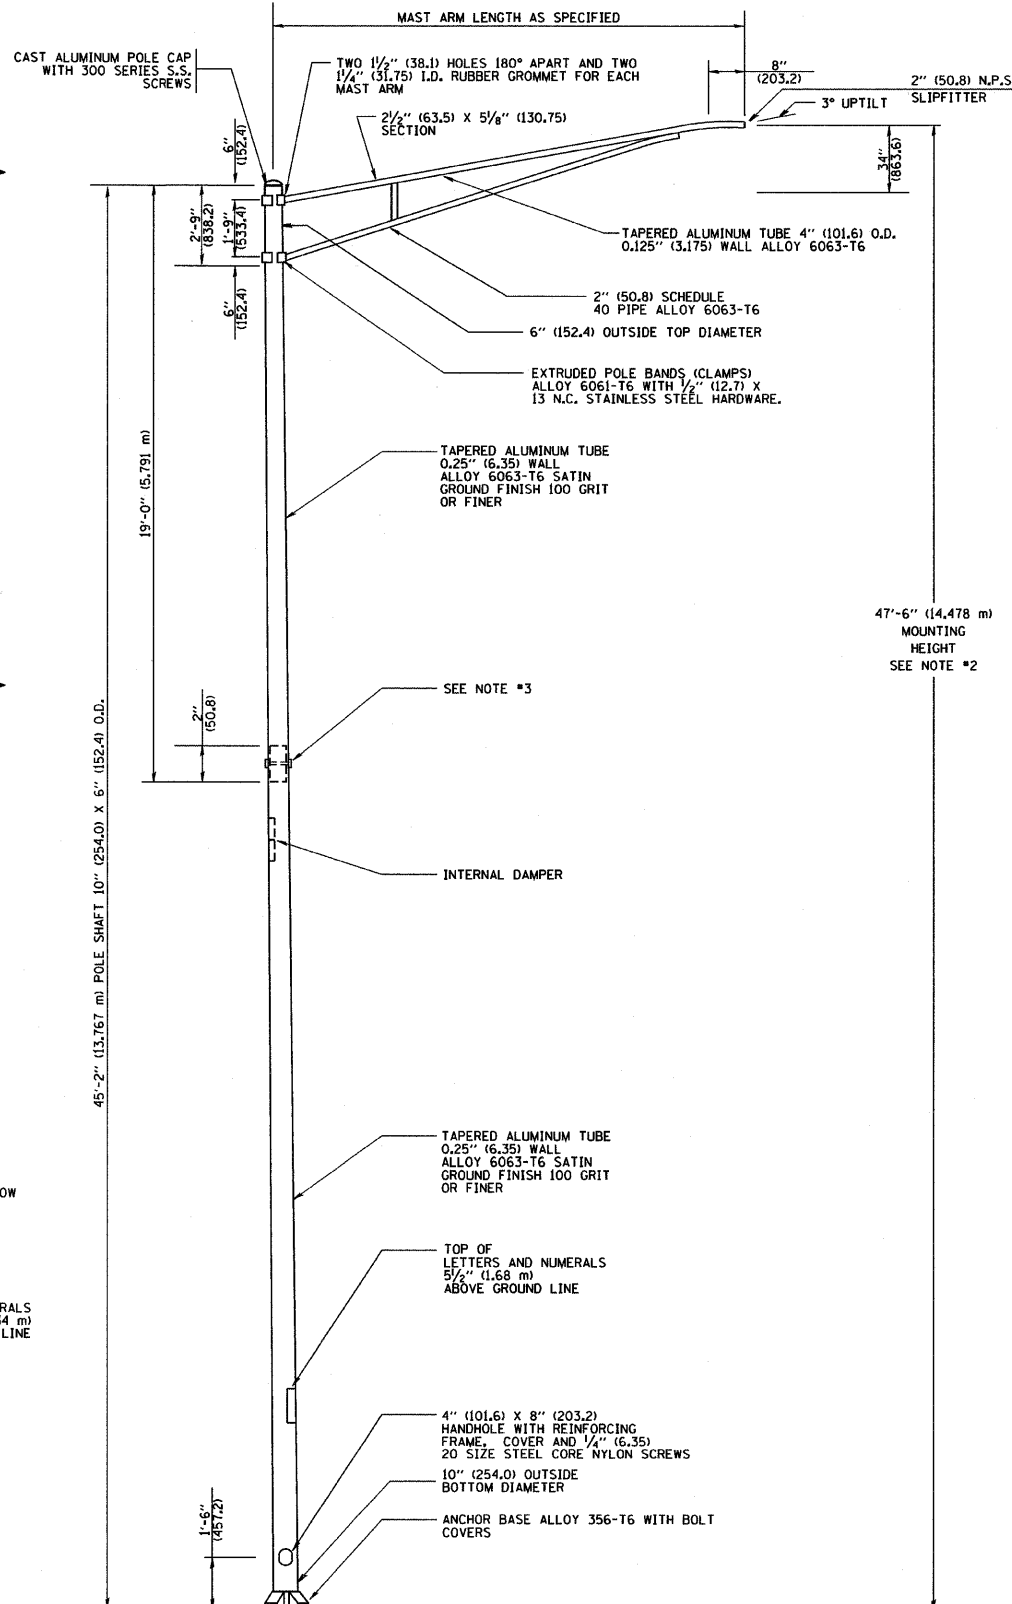 MAST ARM LENGTH AS SPECIFIED
CAST ALUMINUM POLE CAP
WITH 300 SERIES S.S.
SCREWS
TWO 1½" (38.1) HOLES 180° APART AND TWO
1¼" (31.75) I.D. RUBBER GROMMET FOR EACH
MAST ARM
8"
(203.2)
2" (50.8) N.P.S
SLIPFITTER
3° UPTILT
2½" (63.5) X 5⅛" (130.75)
SECTION
6"
(152.4)
34"
(863.6)
2'-9"
(838.2)
1'-9"
(533.4)
TAPERED ALUMINUM TUBE 4" (101.6) O.D.
0.125" (3.175) WALL ALLOY 6063-T6
6"
(152.4)
2" (50.8) SCHEDULE
40 PIPE ALLOY 6063-T6
6" (152.4) OUTSIDE TOP DIAMETER
EXTRUDED POLE BANDS (CLAMPS)
ALLOY 6061-T6 WITH ½" (12.7) X
13 N.C. STAINLESS STEEL HARDWARE.
19'-0" (5.791 m)
TAPERED ALUMINUM TUBE
0.25" (6.35) WALL
ALLOY 6063-T6 SATIN
GROUND FINISH 100 GRIT
OR FINER
47'-6" (14.478 m)
MOUNTING
HEIGHT
SEE NOTE #2
SEE NOTE #3
2"
(50.8)
45'-2" (13.767 m) POLE SHAFT 10" (254.0) X 6" (152.4) O.D.
INTERNAL DAMPER
TAPERED ALUMINUM TUBE
0.25" (6.35) WALL
ALLOY 6063-T6 SATIN
GROUND FINISH 100 GRIT
OR FINER
OW
TOP OF
LETTERS AND NUMERALS
5½" (1.68 m)
ABOVE GROUND LINE
RALS
4 m)
LINE
4" (101.6) X 8" (203.2)
HANDHOLE WITH REINFORCING
FRAME, COVER AND ¼" (6.35)
20 SIZE STEEL CORE NYLON SCREWS
10" (254.0) OUTSIDE
BOTTOM DIAMETER
1'-6"
(457.2)
ANCHOR BASE ALLOY 356-T6 WITH BOLT
COVERS